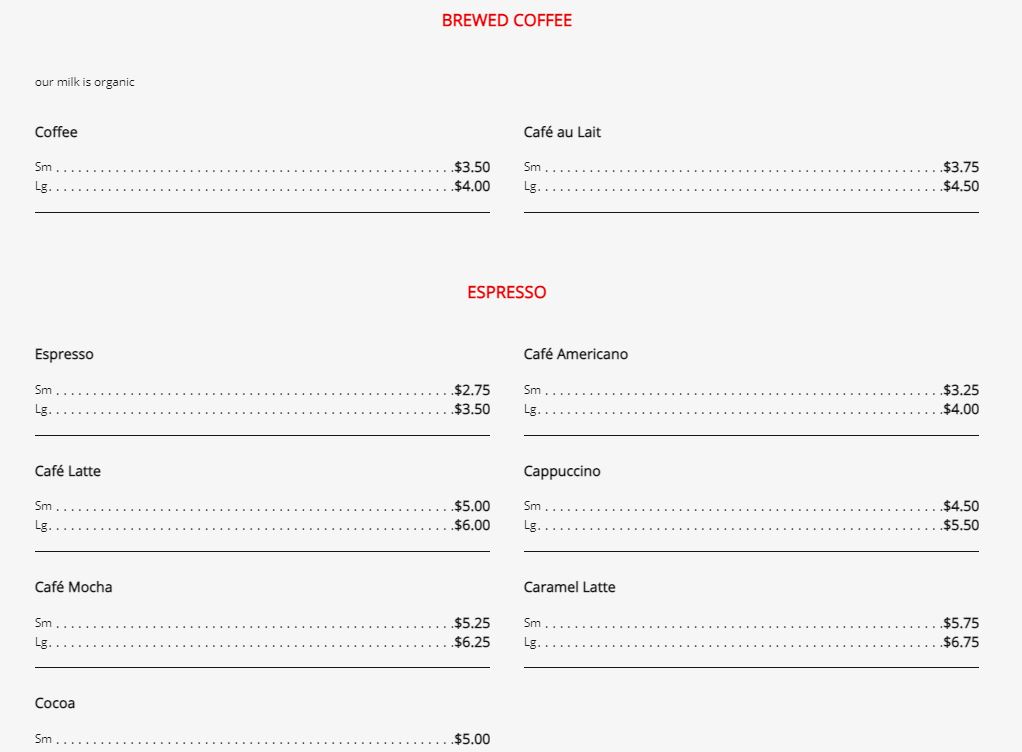 BREWED COFFEE
our milk is organic
Coffee
Sm . . . . . . . . . . . . . . . . . . . . $3.50
Lg. . . . . . . . . . . . . . . . . . . . . $4.00
Café au Lait
Sm . . . . . . . . . . . . . . . . . . . . $3.75
Lg. . . . . . . . . . . . . . . . . . . . . $4.50
ESPRESSO
Espresso
Sm . . . . . . . . . . . . . . . . . . . . $2.75
Lg. . . . . . . . . . . . . . . . . . . . . $3.50
Café Americano
Sm . . . . . . . . . . . . . . . . . . . . $3.25
Lg. . . . . . . . . . . . . . . . . . . . . $4.00
Café Latte
Sm . . . . . . . . . . . . . . . . . . . . $5.00
Lg. . . . . . . . . . . . . . . . . . . . . $6.00
Cappuccino
Sm . . . . . . . . . . . . . . . . . . . . $4.50
Lg. . . . . . . . . . . . . . . . . . . . . $5.50
Café Mocha
Sm . . . . . . . . . . . . . . . . . . . . $5.25
Lg. . . . . . . . . . . . . . . . . . . . . $6.25
Caramel Latte
Sm . . . . . . . . . . . . . . . . . . . . $5.75
Lg. . . . . . . . . . . . . . . . . . . . . $6.75
Cocoa
Sm . . . . . . . . . . . . . . . . . . . . $5.00